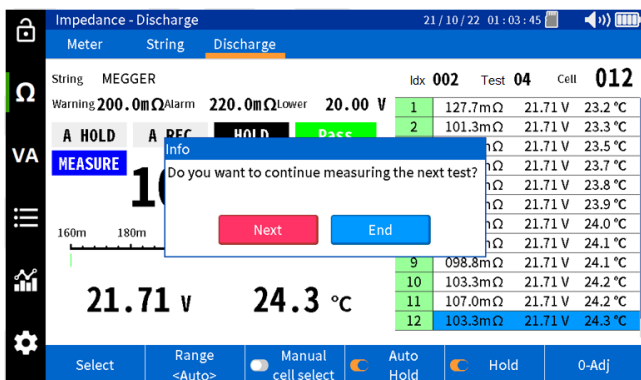 Impedance - Discharge 21/10/22 01:03:45
Meter String Discharge
String MEGGER Idx 002 Test 04 Cell 012
Warning 200.0mΩ Alarm 220.0mΩ Lower 20.00 V
Ω
VA
A HOLD A REC HOLD Pass
MEASURE
1 127.7mΩ 21.71 V 23.2 °C
2 101.3mΩ 21.71 V 23.3 °C
mΩ 21.71 V 23.5 °C
mΩ 21.71 V 23.7 °C
mΩ 21.71 V 23.8 °C
mΩ 21.71 V 23.9 °C
mΩ 21.71 V 24.0 °C
mΩ 21.71 V 24.1 °C
9 098.8mΩ 21.71 V 24.1 °C
10 103.3mΩ 21.71 V 24.2 °C
11 107.0mΩ 21.71 V 24.2 °C
12 103.3mΩ 21.71 V 24.3 °C
Info
Do you want to continue measuring the next test?
Next End
160m 180m
21.71 V 24.3 °C
Select Range <Auto> Manual cell select Auto Hold Hold 0-Adj